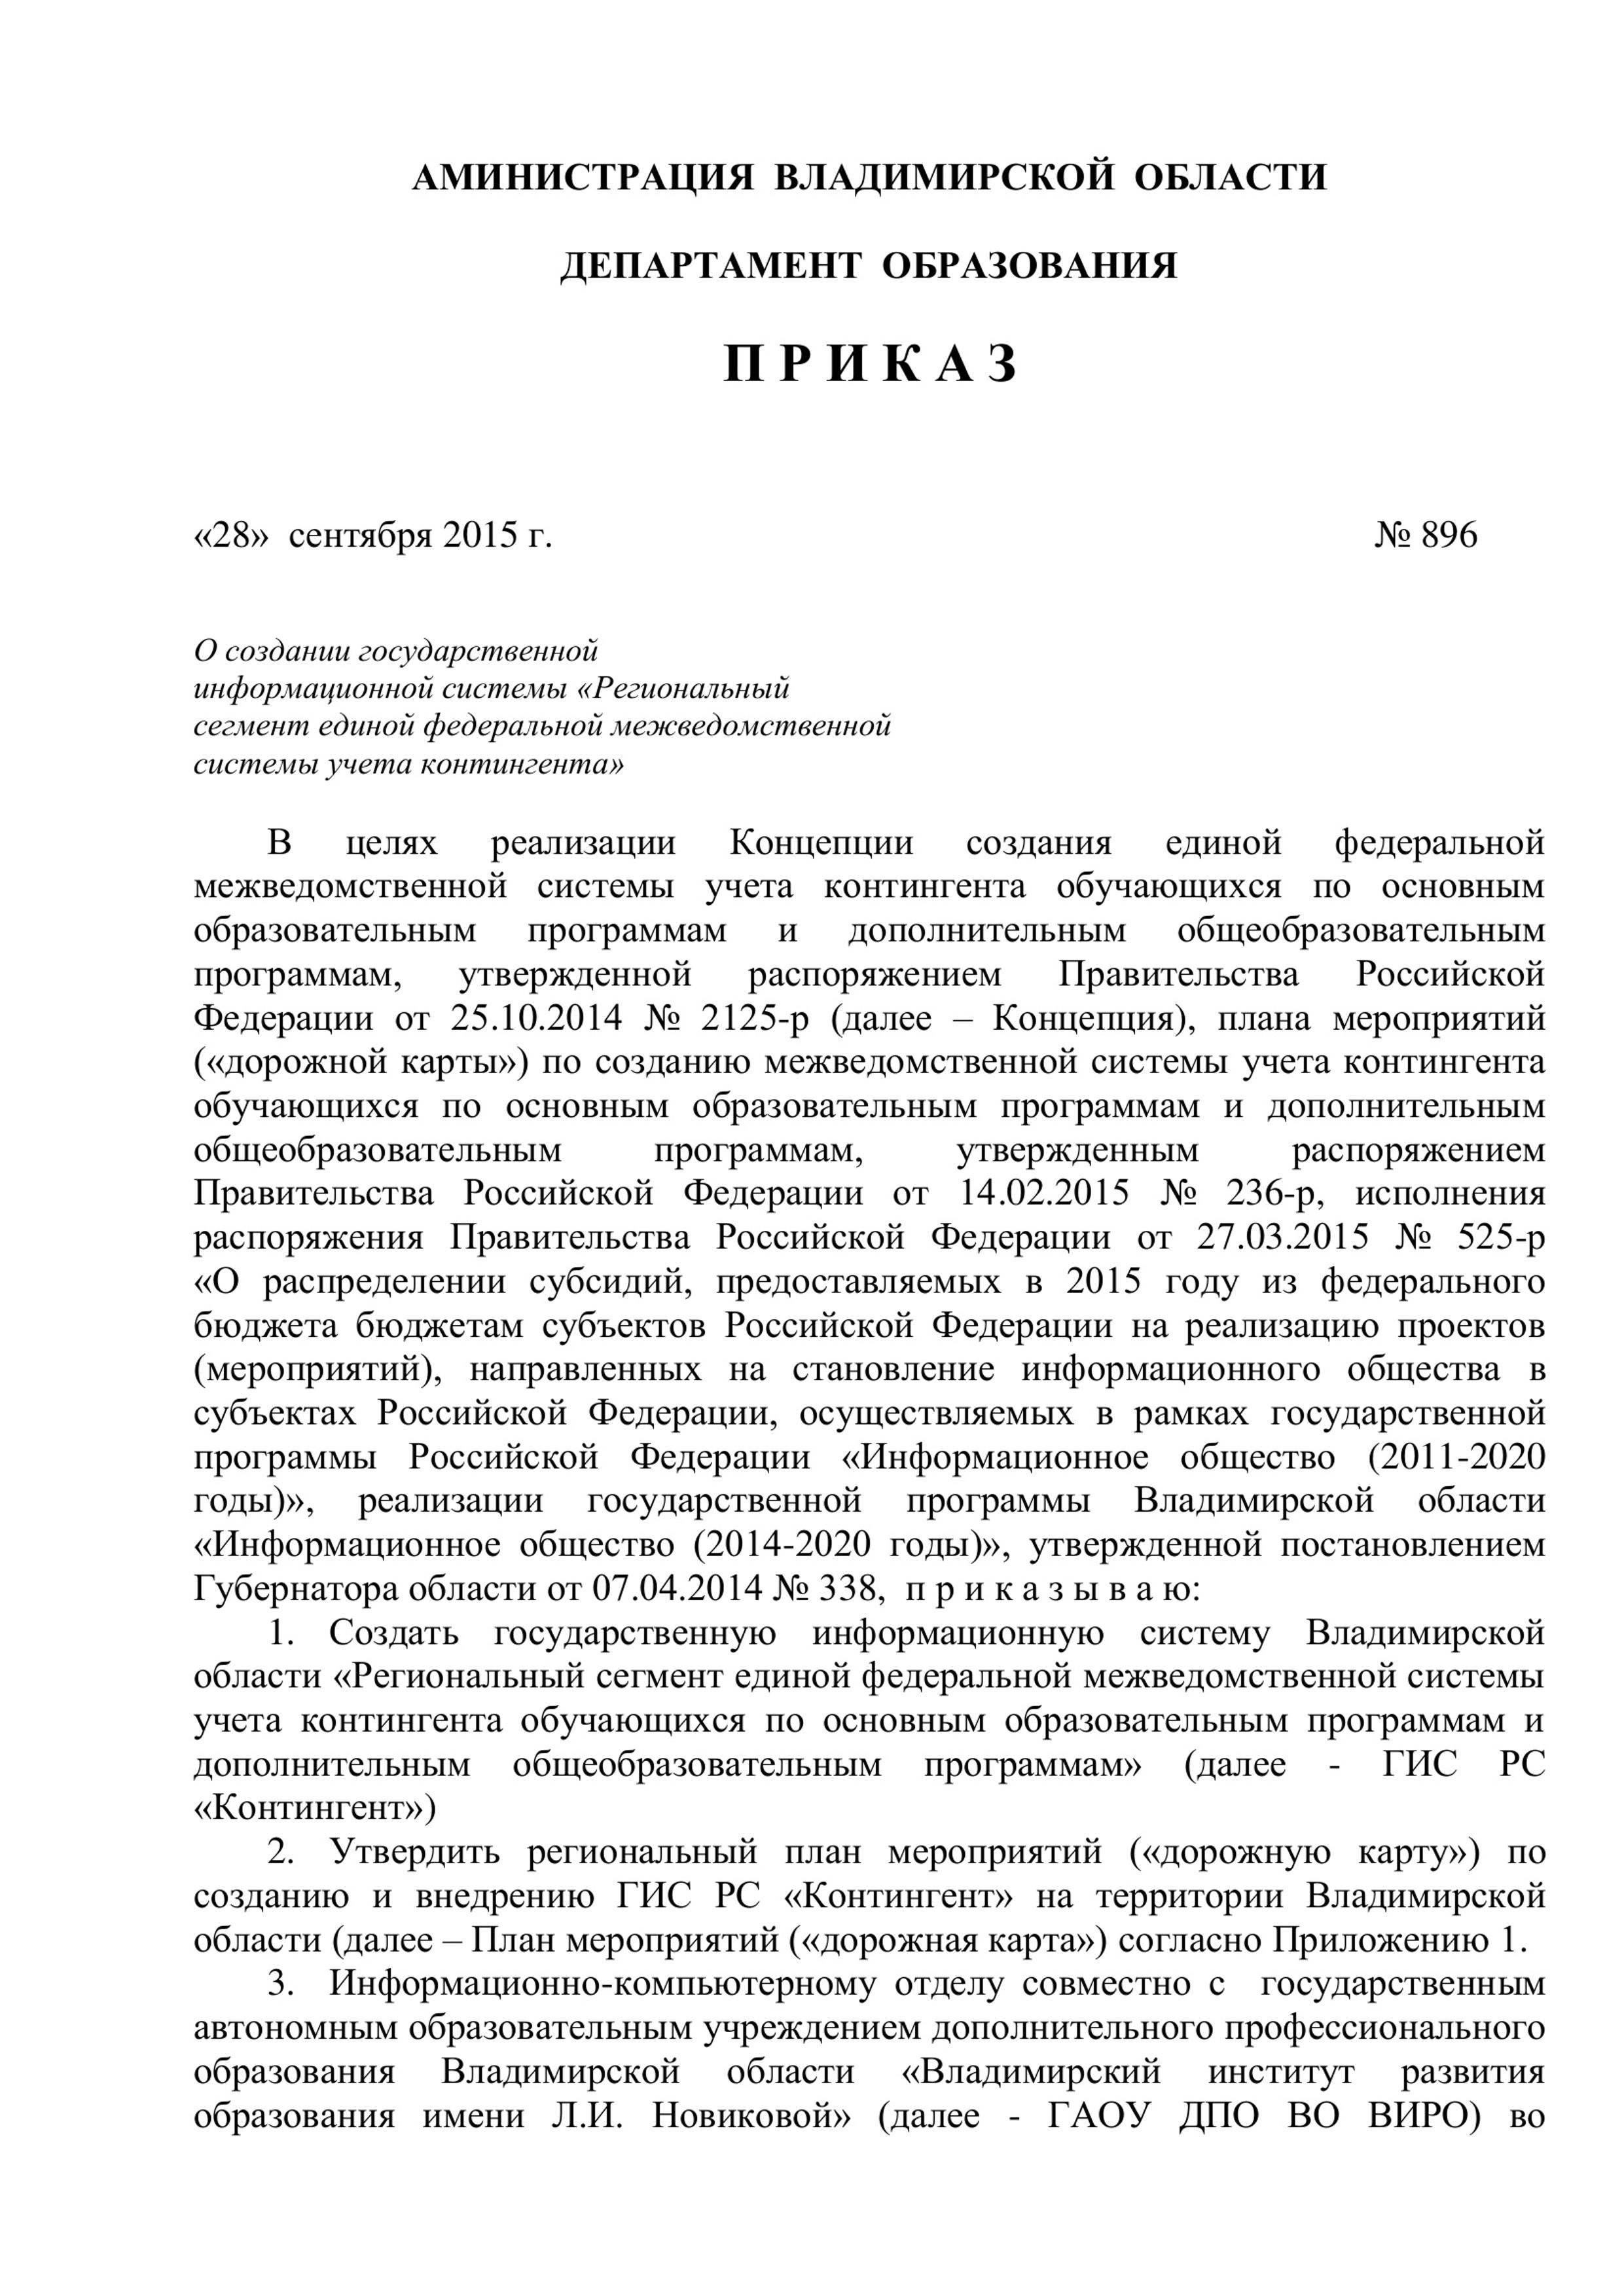 АМИНИСТРАЦИЯ ВЛАДИМИРСКОЙ ОБЛАСТИ
ДЕПАРТАМЕНТ ОБРАЗОВАНИЯ
П Р И К А З
«28» сентября 2015 г. № 896
О создании государственной
информационной системы «Региональный
сегмент единой федеральной межведомственной
системы учета контингента»
В целях реализации Концепции создания единой федеральной
межведомственной системы учета контингента обучающихся по основным
образовательным программам и дополнительным общеобразовательным
программам, утвержденной распоряжением Правительства Российской
Федерации от 25.10.2014 № 2125-р (далее – Концепция), плана мероприятий
(«дорожной карты») по созданию межведомственной системы учета контингента
обучающихся по основным образовательным программам и дополнительным
общеобразовательным программам, утвержденным распоряжением
Правительства Российской Федерации от 14.02.2015 № 236-р, исполнения
распоряжения Правительства Российской Федерации от 27.03.2015 № 525-р
«О распределении субсидий, предоставляемых в 2015 году из федерального
бюджета бюджетам субъектов Российской Федерации на реализацию проектов
(мероприятий), направленных на становление информационного общества в
субъектах Российской Федерации, осуществляемых в рамках государственной
программы Российской Федерации «Информационное общество (2011-2020
годы)», реализации государственной программы Владимирской области
«Информационное общество (2014-2020 годы)», утвержденной постановлением
Губернатора области от 07.04.2014 № 338, п р и к а з ы в а ю:
1. Создать государственную информационную систему Владимирской
области «Региональный сегмент единой федеральной межведомственной системы
учета контингента обучающихся по основным образовательным программам и
дополнительным общеобразовательным программам» (далее - ГИС РС
«Контингент»)
2. Утвердить региональный план мероприятий («дорожную карту») по
созданию и внедрению ГИС РС «Контингент» на территории Владимирской
области (далее – План мероприятий («дорожная карта») согласно Приложению 1.
3. Информационно-компьютерному отделу совместно с государственным
автономным образовательным учреждением дополнительного профессионального
образования Владимирской области «Владимирский институт развития
образования имени Л.И. Новиковой» (далее - ГАОУ ДПО ВО ВИРО) во